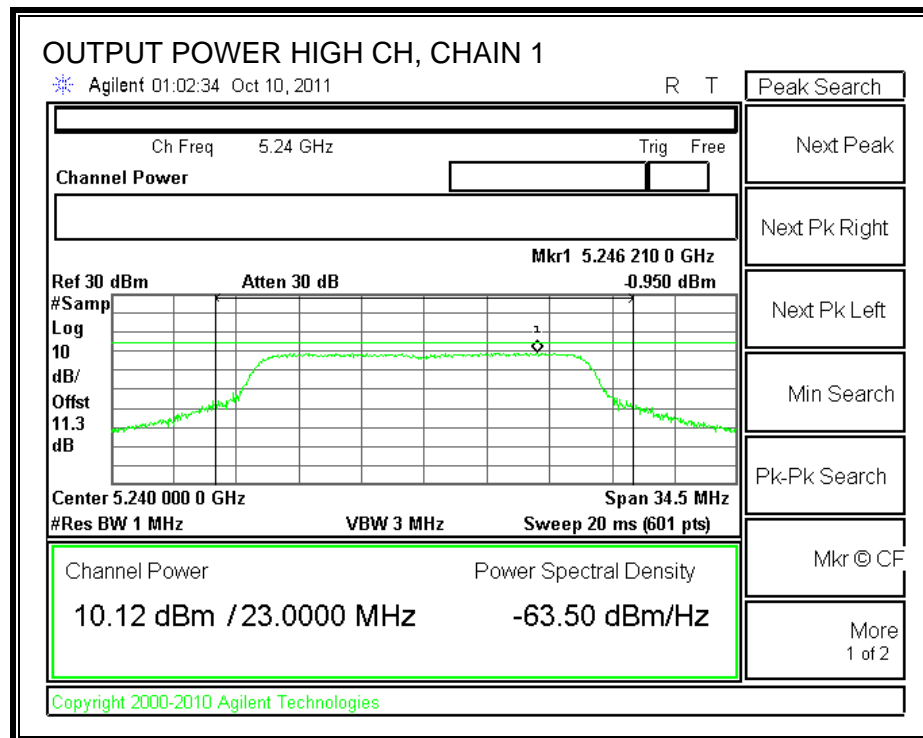 OUTPUT POWER HIGH CH, CHAIN 1
Agilent 01:02:34 Oct 10, 2011 R T
Peak Search
Ch Freq 5.24 GHz Trig Free
Channel Power
Mkr1 5.246 210 0 GHz
Ref 30 dBm Atten 30 dB -0.950 dBm
#Samp
Log
10
dB/
Offst
11.3
dB
1
Center 5.240 000 0 GHz Span 34.5 MHz
#Res BW 1 MHz VBW 3 MHz Sweep 20 ms (601 pts)
Channel Power Power Spectral Density
10.12 dBm / 23.0000 MHz -63.50 dBm/Hz
Copyright 2000-2010 Agilent Technologies
Next Peak
Next Pk Right
Next Pk Left
Min Search
Pk-Pk Search
Mkr © CF
More
1 of 2